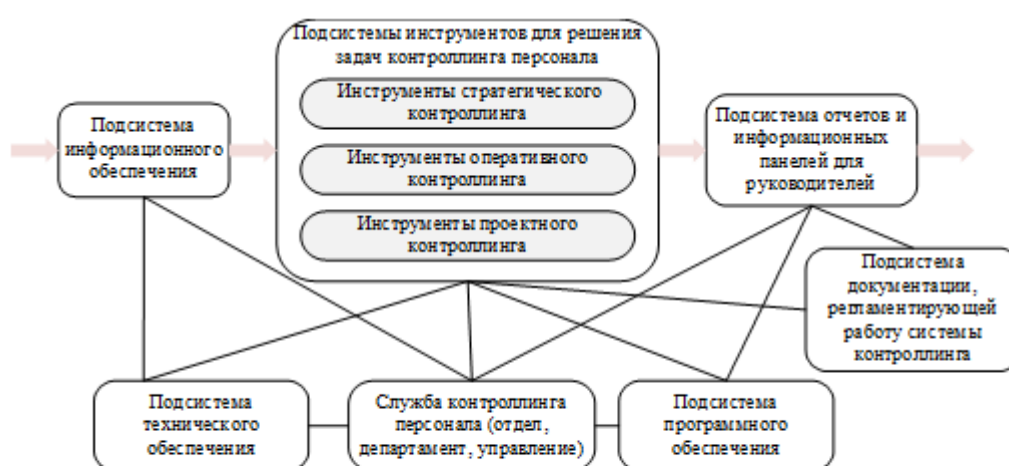 Подсистемы инструментов для решения
задач контроллинга персонала
Инструменты стратегического
контроллинга
Подсистема
информационного
обеспечения
Инструменты оперативного
контроллинга
Инструменты проектного
контроллинга
Подсистема отчетов и
информационных
панелей для
руководителей
Подсистема
документации,
регламентирующей
работу системы
контроллинга
Подсистема
технического
обеспечения
Служба контроллинга
персонала (отдел,
департамент, управление)
Подсистема
программного
обеспечения